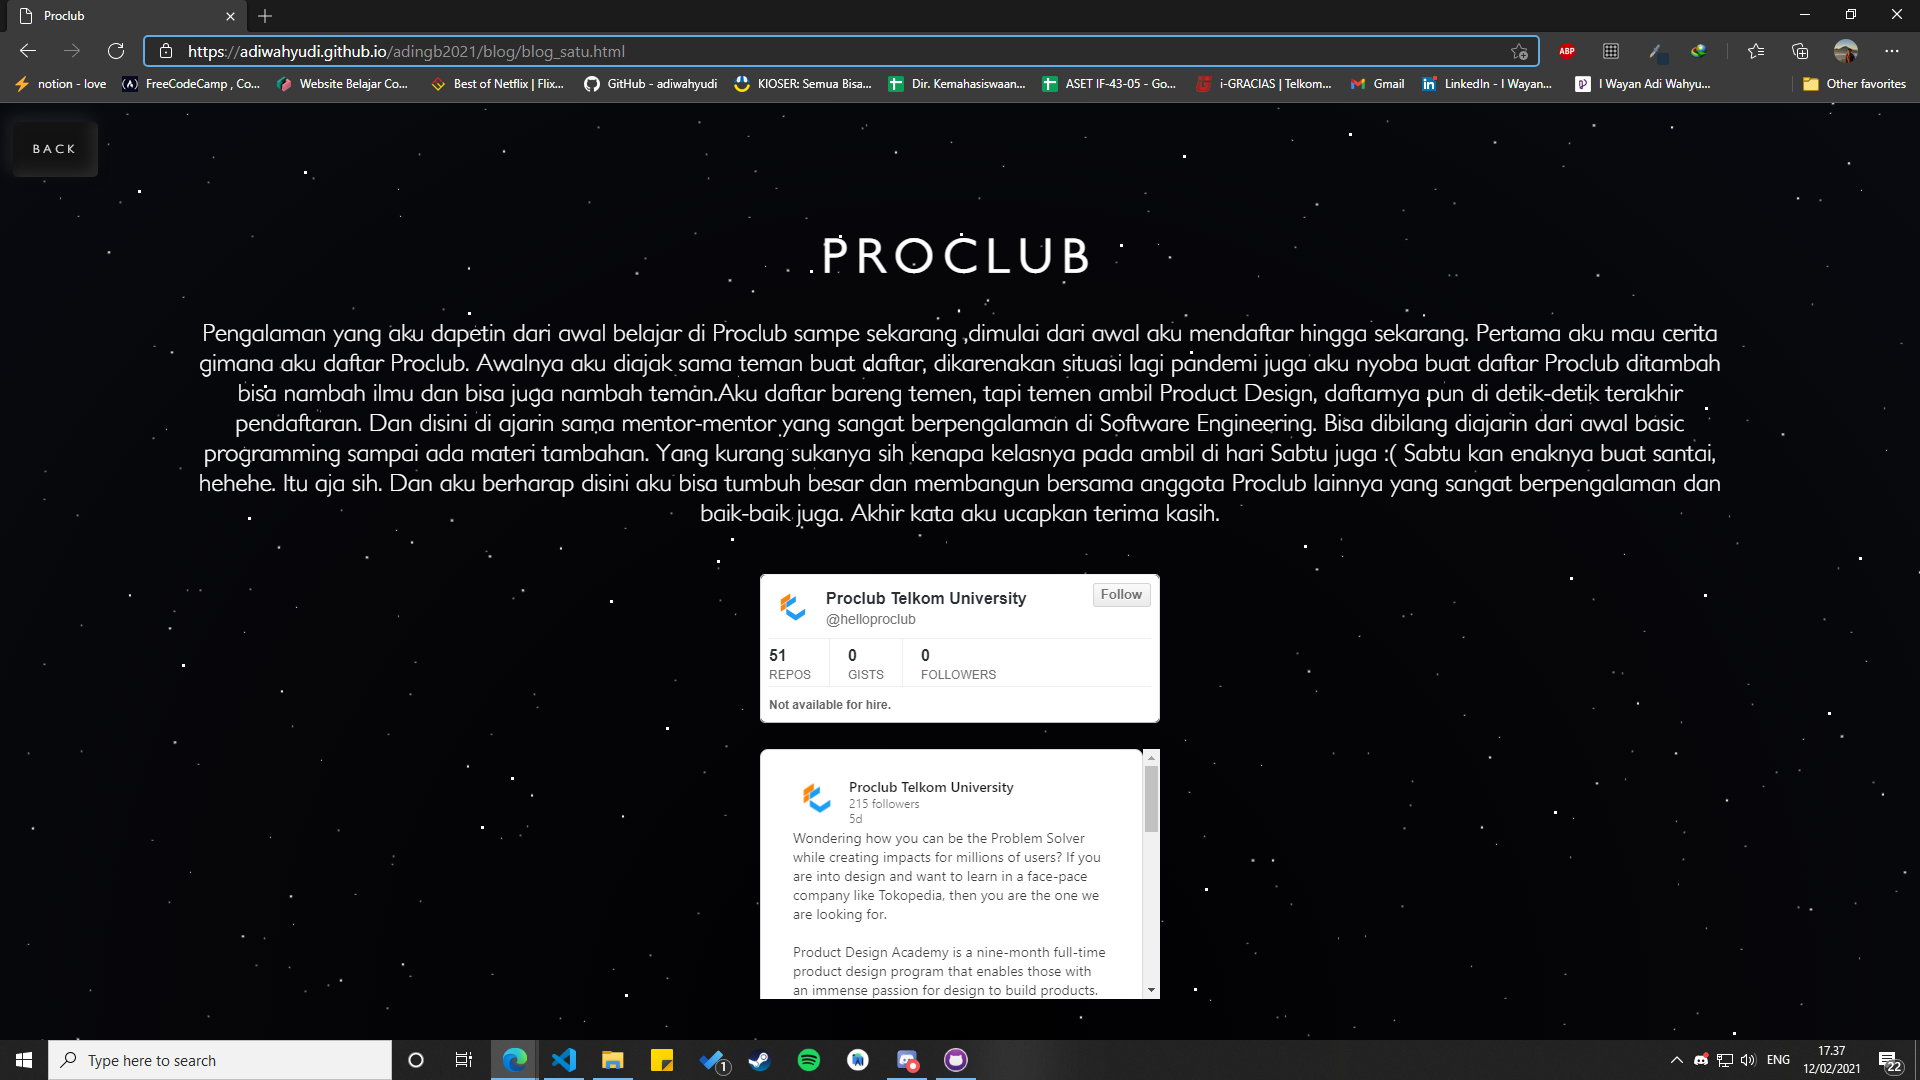 Proclub
https://adiwahyudi.github.io/adingb2021/blog/blog_satu.html
ABP
notion - love
FreeCodeCamp , Co...
Website Belajar Co...
Best of Netflix | Flix...
GitHub - adiwahyudi
KIOSER: Semua Bisa...
Dir. Kemahasiswaan...
ASET IF-43-05 - Go...
i-GRACIAS | Telkom...
Gmail
LinkedIn - I Wayan...
I Wayan Adi Wahyu...
Other favorites
BACK
PROCLUB
Pengalaman yang aku dapetin dari awal belajar di Proclub sampe sekarang ,dimulai dari awal aku mendaftar hingga sekarang. Pertama aku mau cerita
gimana aku daftar Proclub. Awalnya aku diajak sama teman buat daftar, dikarenakan situasi lagi pandemi juga aku nyoba buat daftar Proclub ditambah
bisa nambah ilmu dan bisa juga nambah teman.Aku daftar bareng temen, tapi temen ambil Product Design, daftarnya pun di detik-detik terakhir
pendaftaran. Dan disini di ajarin sama mentor-mentor yang sangat berpengalaman di Software Engineering. Bisa dibilang diajarin dari awal basic
programming sampai ada materi tambahan. Yang kurang sukanya sih kenapa kelasnya pada ambil di hari Sabtu juga :( Sabtu kan enaknya buat santai,
hehehe. Itu aja sih. Dan aku berharap disini aku bisa tumbuh besar dan membangun bersama anggota Proclub lainnya yang sangat berpengalaman dan
baik-baik juga. Akhir kata aku ucapkan terima kasih.
Proclub Telkom University
Follow
@helloproclub
51 0 0
REPOS GISTS FOLLOWERS
Not available for hire.
Proclub Telkom University
215 followers
5d
Wondering how you can be the Problem Solver
while creating impacts for millions of users? If you
are into design and want to learn in a face-pace
company like Tokopedia, then you are the one we
are looking for.
Product Design Academy is a nine-month full-time
product design program that enables those with
an immense passion for design to build products.
Type here to search
1
ENG
17.37
12/02/2021
22